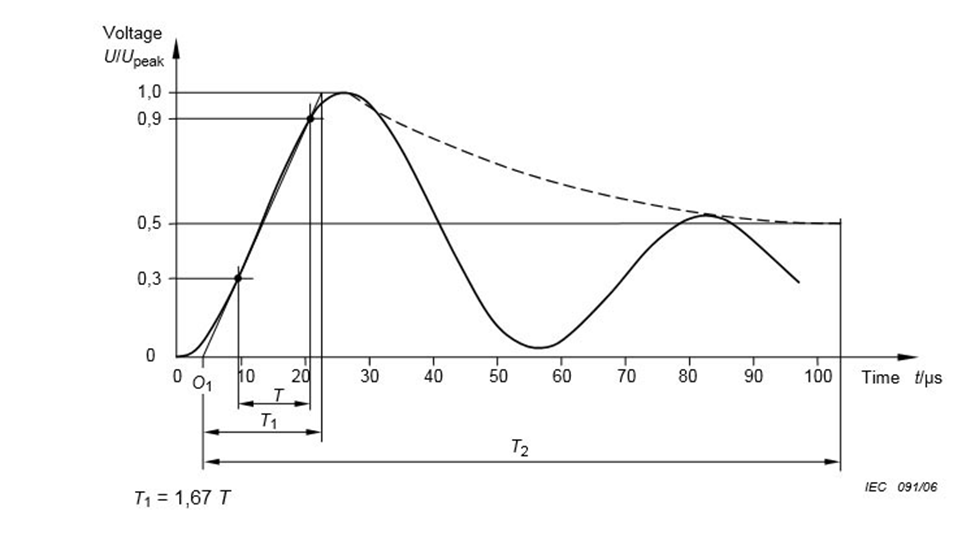 Voltage
U/Upeak
1,0
0,9
0,5
0,3
0
0 O1 10 20 30 40 50 60 70 80 90 100 Time t/µs
T
T1
T2
IEC 091/06
T1 = 1,67 T